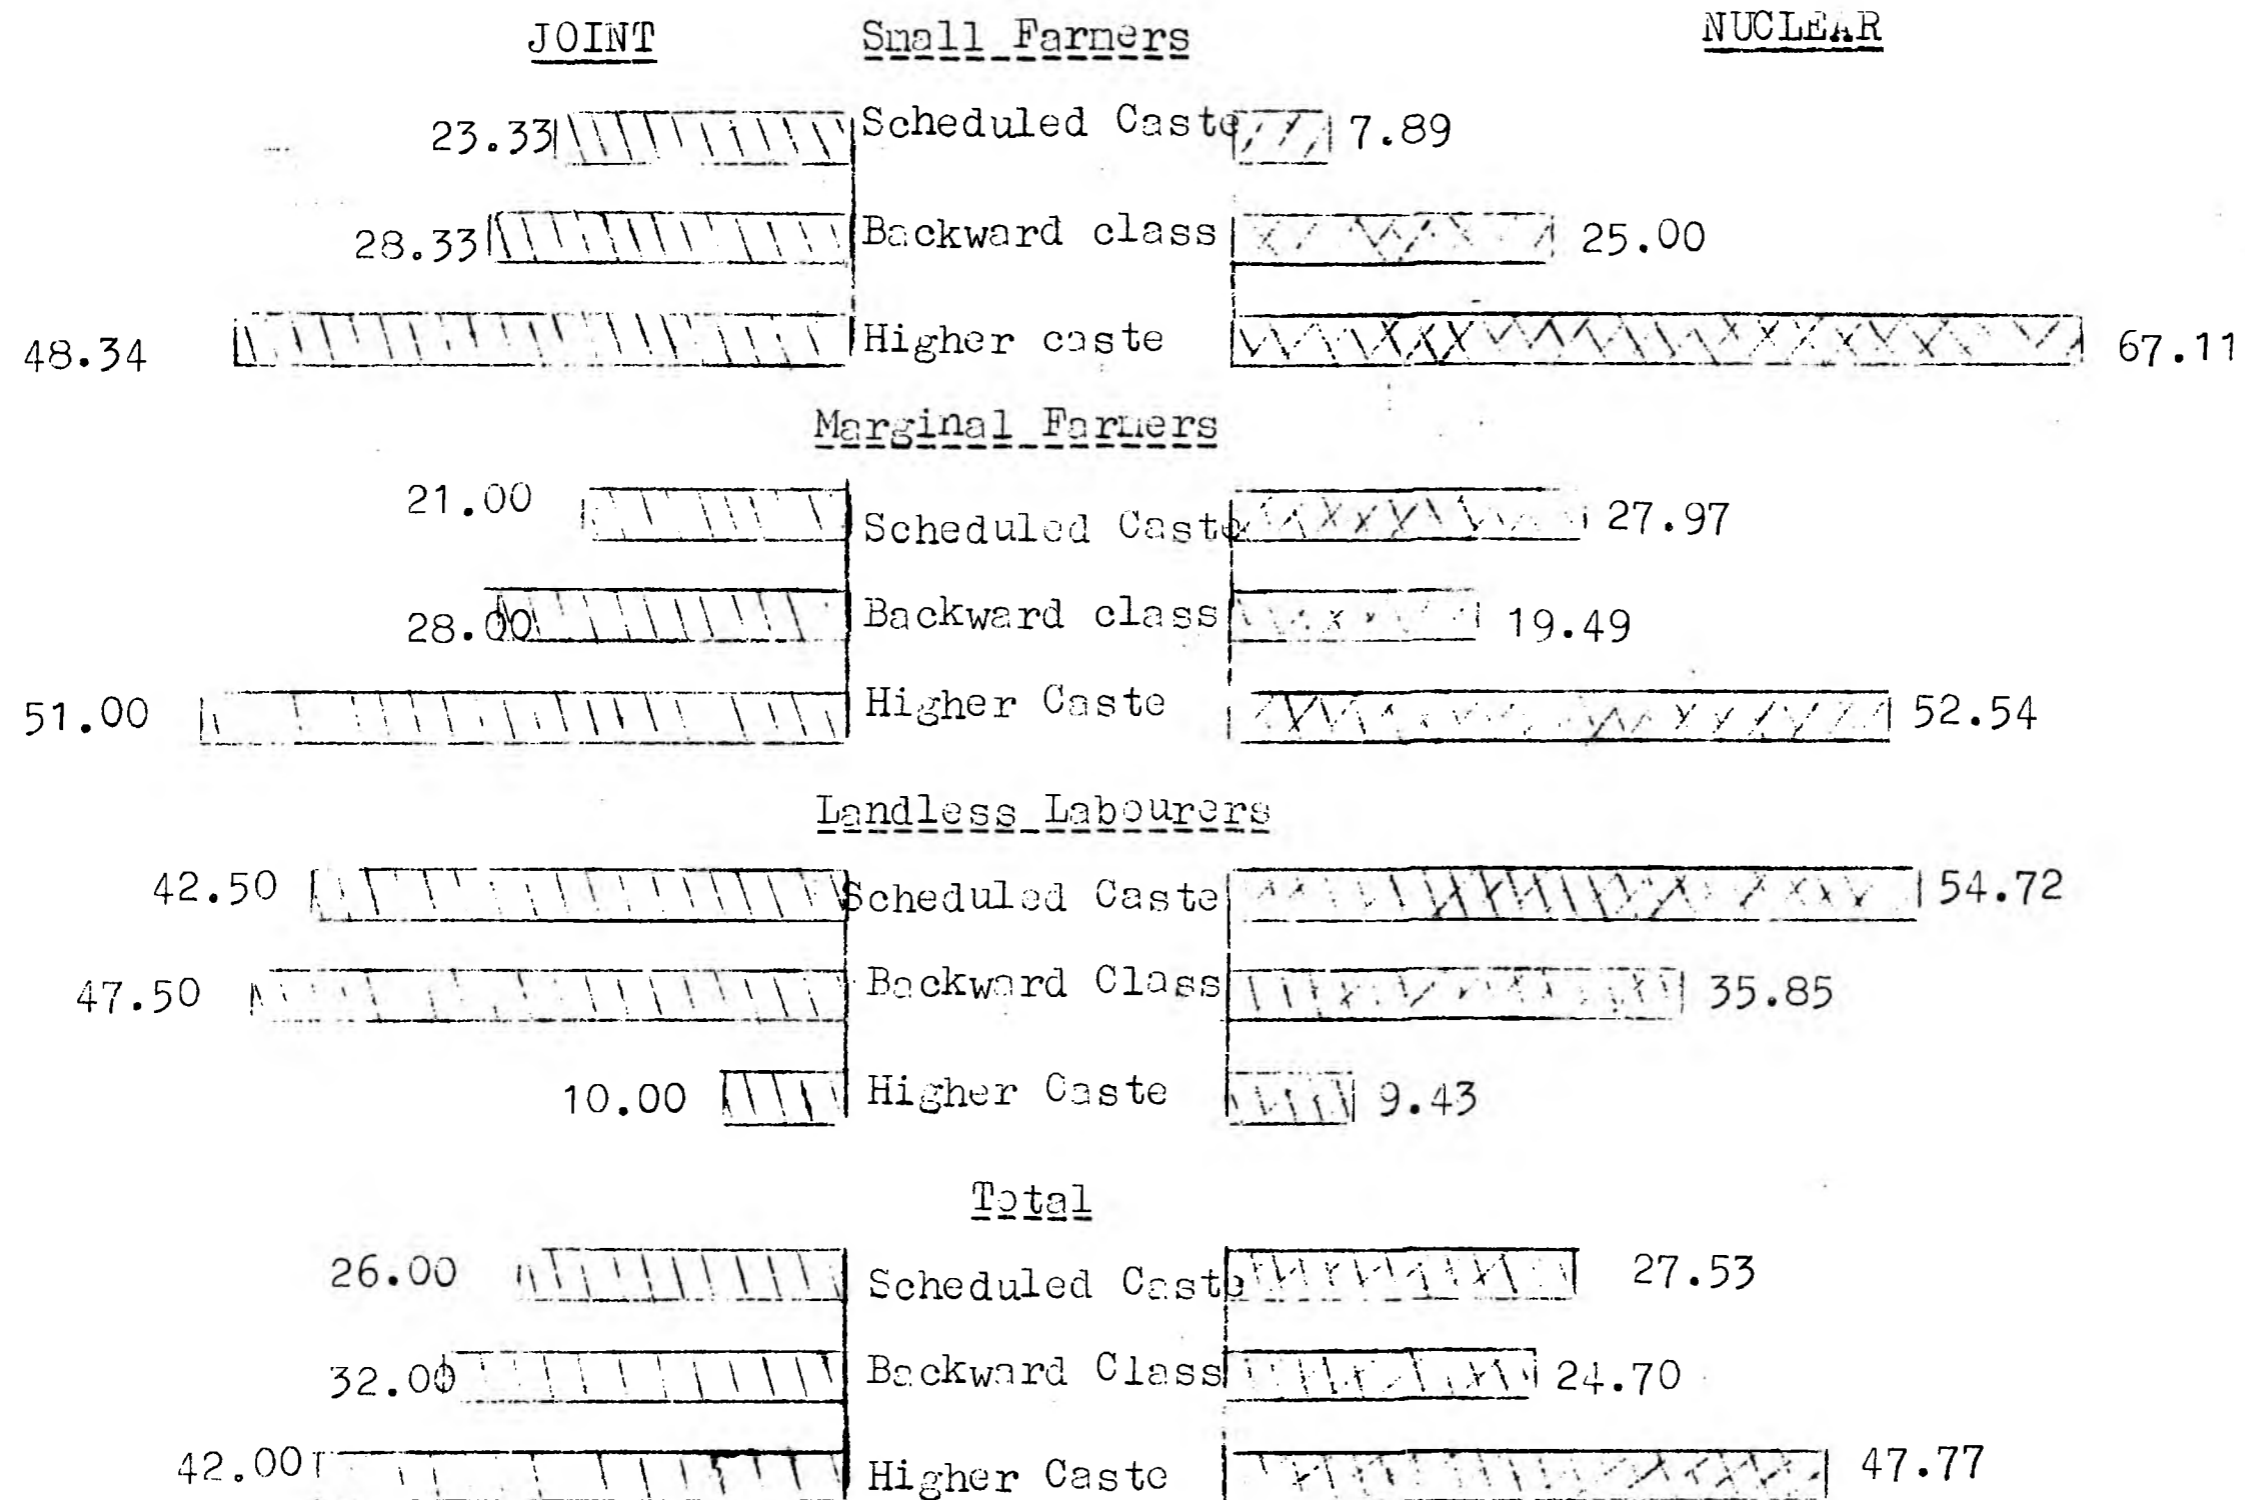 JOINT Small Farmers NUCLEAR
23.33 Scheduled Caste 7.89
28.33 Backward class 25.00
48.34 Higher caste 67.11
Marginal Farmers
21.00 Scheduled Caste 27.97
28.00 Backward class 19.49
51.00 Higher Caste 52.54
Landless Labourers
42.50 Scheduled Caste 54.72
47.50 Backward Class 35.85
10.00 Higher Caste 9.43
Total
26.00 Scheduled Caste 27.53
32.00 Backward Class 24.70
42.00 Higher Caste 47.77